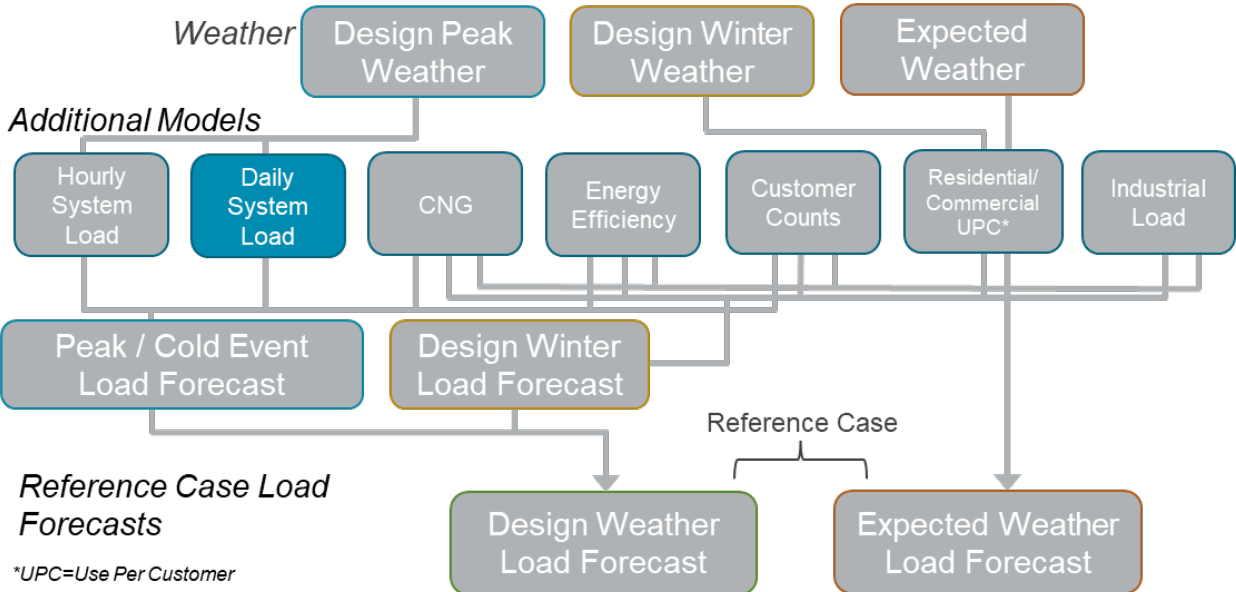 Weather
Design Peak
Weather
Design Winter
Weather
Expected
Weather
Additional Models
Hourly
System
Load
Daily
System
Load
CNG
Energy
Efficiency
Customer
Counts
Residential/
Commercial
UPC*
Industrial
Load
Peak / Cold Event
Load Forecast
Design Winter
Load Forecast
Reference Case
Reference Case Load
Forecasts
Design Weather
Load Forecast
Expected Weather
Load Forecast
*UPC=Use Per Customer